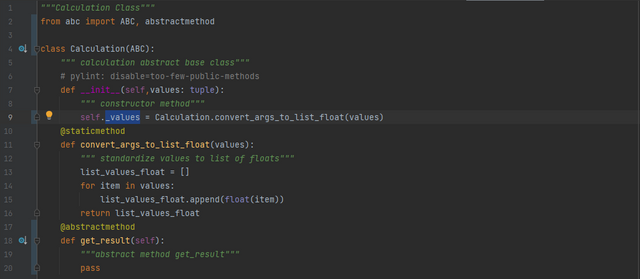 1 """Calculation Class"""
2 from abc import ABC, abstractmethod
3
4 class Calculation(ABC):
5     """ calculation abstract base class"""
6     # pylint: disable=too-few-public-methods
7     def __init__(self,values: tuple):
8         """ constructor method"""
9         self._values = Calculation.convert_args_to_list_float(values)
10     @staticmethod
11     def convert_args_to_list_float(values):
12         """ standardize values to list of floats"""
13         list_values_float = []
14         for item in values:
15             list_values_float.append(float(item))
16         return list_values_float
17     @abstractmethod
18     def get_result(self):
19         """abstract method get_result"""
20         pass